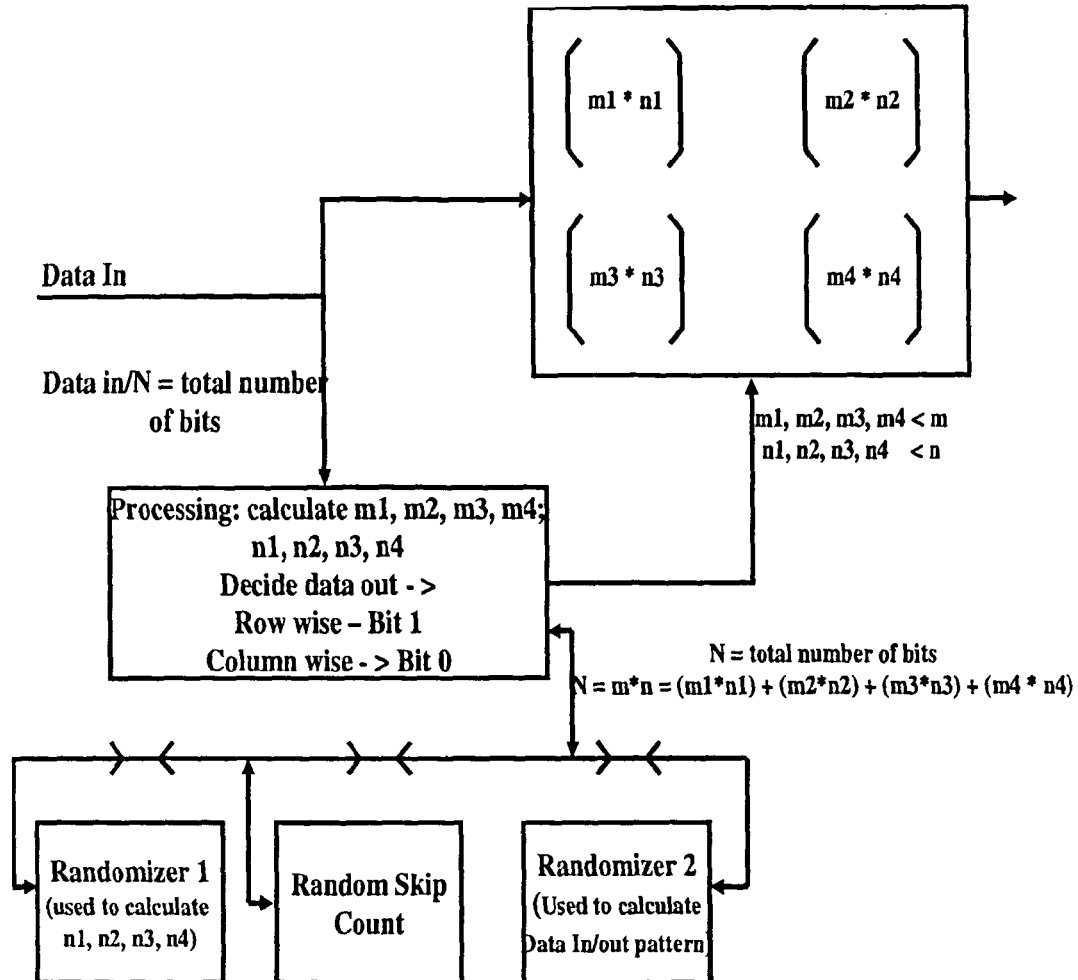 m1 * n1
m2 * n2
m3 * n3
m4 * n4
Data In
Data in/N = total number
of bits
m1, m2, m3, m4 < m
n1, n2, n3, n4 < n
Processing: calculate m1, m2, m3, m4;
n1, n2, n3, n4
Decide data out - >
Row wise – Bit 1
Column wise - > Bit 0
N = total number of bits
N = m*n = (m1*n1) + (m2*n2) + (m3*n3) + (m4 * n4)
Randomizer 1
(used to calculate
n1, n2, n3, n4)
Random Skip
Count
Randomizer 2
(Used to calculate
Data In/out pattern